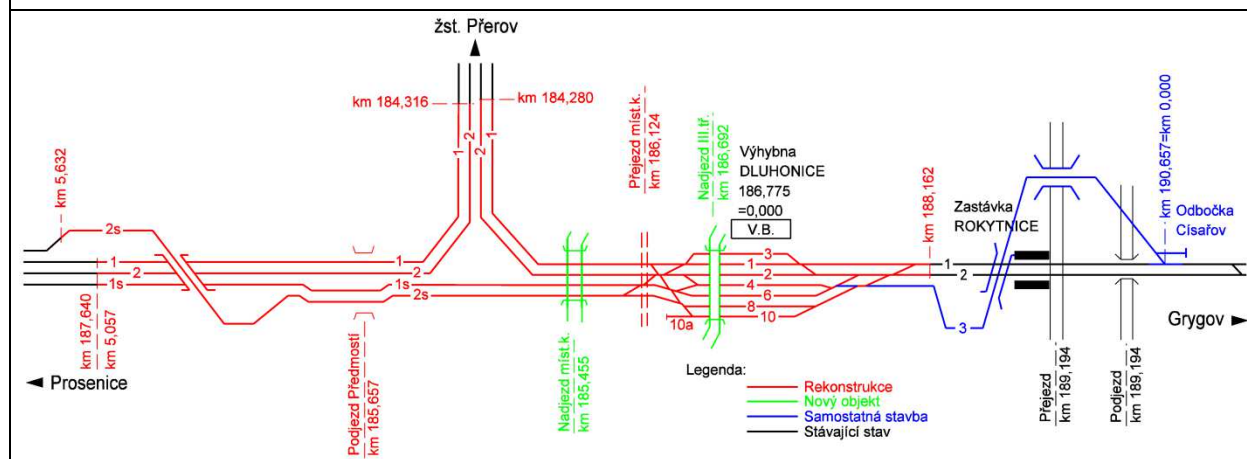 žst. Přerov
km 184,316
km 184,280
1
2
2
1
km 5,632
2s
1
2
1s
1
2
1s
2s
km 187,640
km 5,057
Prosenice
Podjezd Předmostí
km 185,657
Nadjezd míst.k.
km 185,455
Přejezd míst.k.
km 186,124
Nadjezd III.tř.
km 186,692
Výhybna
DLUHONICE
186,775
=0,000
V.B.
3
1
2
4
6
8
10
10a
km 188,162
Zastávka
ROKYTNICE
1
2
3
km 190,657=km 0,000
Odbočka
Císařov
1
2
Grygov
Přejezd
km 189,194
Podjezd
km 189,194
Legenda:
Rekonstrukce
Nový objekt
Samostatná stavba
Stávající stav